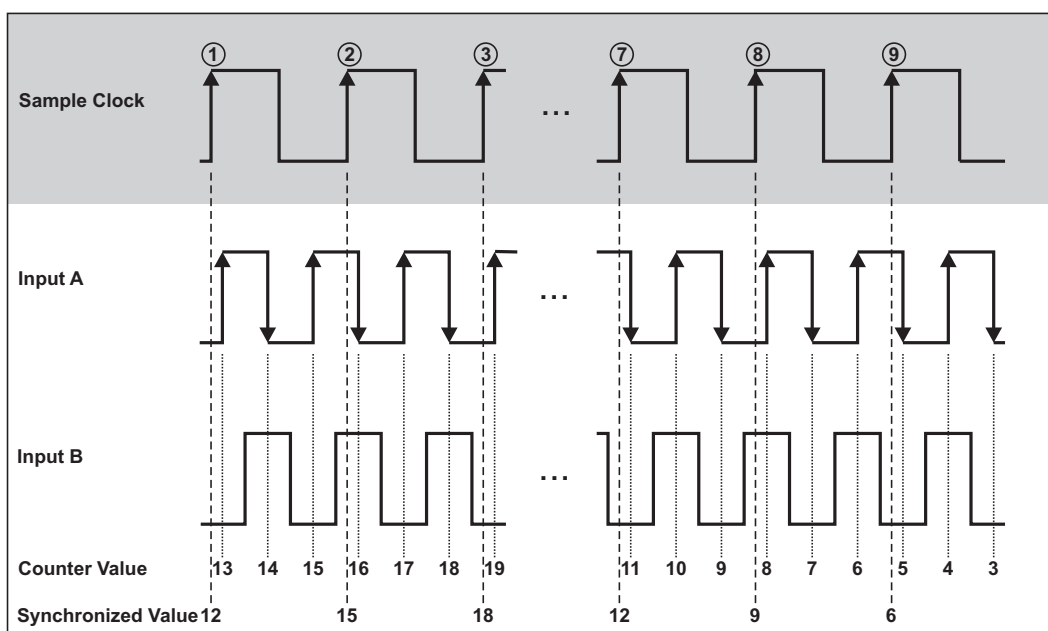 ① ② ③ ⑦ ⑧ ⑨
Sample Clock
...
Input A
...
Input B
...
Counter Value 13 14 15 16 17 18 19 11 10 9 8 7 6 5 4 3
Synchronized Value 12 15 18 12 9 6